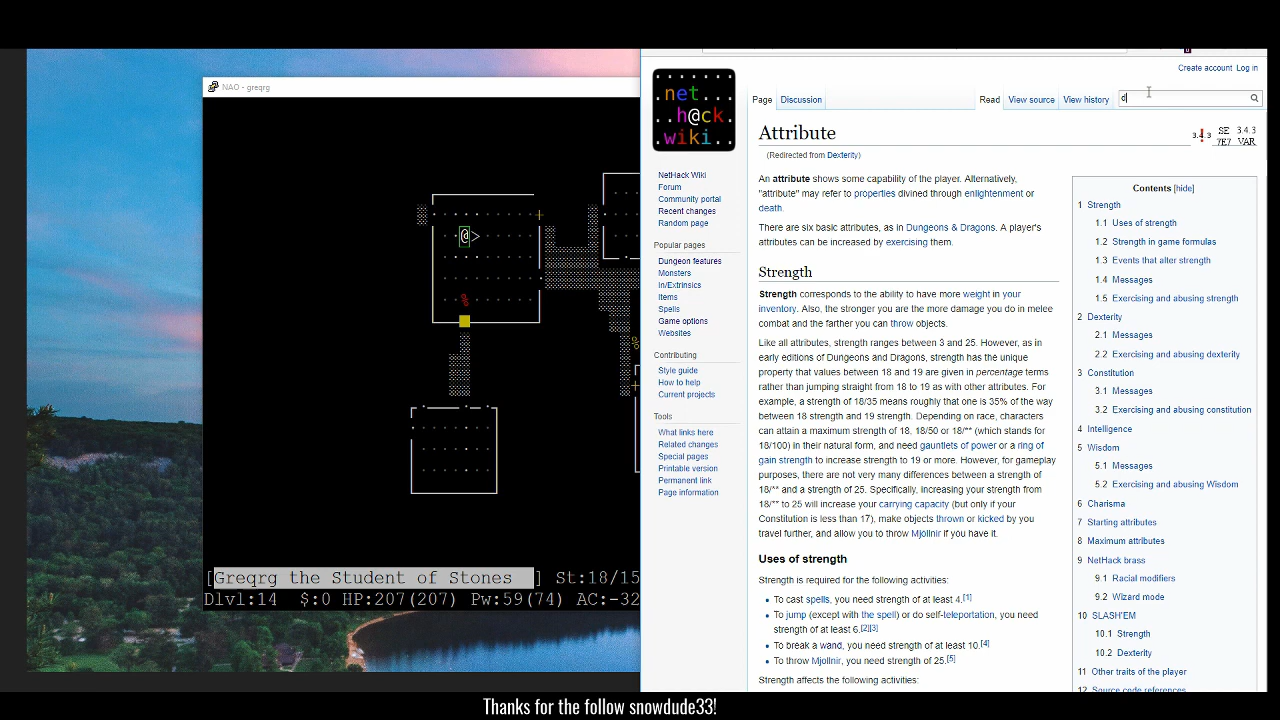 NAO - greqrg
[Greqrg the Student of Stones ] St:18/15
Dlvl:14 $:0 HP:207(207) Pw:59(74) AC:-32
net
h@ck
wiki
NetHack Wiki
Forum
Community portal
Recent changes
Random page
Popular pages
Dungeon features
Monsters
In/Extrinsics
Items
Spells
Game options
Websites
Contributing
Style guide
How to help
Current projects
Tools
What links here
Related changes
Special pages
Printable version
Permanent link
Page information
Create account Log in
Page Discussion Read View source View history d
Attribute
3.4.3 SE 3.4.3
7E7 VAR
(Redirected from Dexterity)
An attribute shows some capability of the player. Alternatively,
"attribute" may refer to properties divined through enlightenment or
death.
There are six basic attributes, as in Dungeons & Dragons. A player's
attributes can be increased by exercising them.
Strength
Strength corresponds to the ability to have more weight in your
inventory. Also, the stronger you are the more damage you do in melee
combat and the farther you can throw objects.
Like all attributes, strength ranges between 3 and 25. However, as in
early editions of Dungeons and Dragons, strength has the unique
property that values between 18 and 19 are given in percentage terms
rather than jumping straight from 18 to 19 as with other attributes. For
example, a strength of 18/35 means roughly that one is 35% of the way
between 18 strength and 19 strength. Depending on race, characters
can attain a maximum strength of 18, 18/50 or 18/** (which stands for
18/100) in their natural form, and need gauntlets of power or a ring of
gain strength to increase strength to 19 or more. However, for gameplay
purposes, there are not very many differences between a strength of
18/** and a strength of 25. Specifically, increasing your strength from
18/** to 25 will increase your carrying capacity (but only if your
Constitution is less than 17), make objects thrown or kicked by you
travel further, and allow you to throw Mjollnir if you have it.
Uses of strength
Strength is required for the following activities:
• To cast spells, you need strength of at least 4.[1]
• To jump (except with the spell) or do self-teleportation, you need
strength of at least 6.[2][3]
• To break a wand, you need strength of at least 10.[4]
• To throw Mjollnir, you need strength of 25.[5]
Strength affects the following activities:
Contents [hide]
1 Strength
1.1 Uses of strength
1.2 Strength in game formulas
1.3 Events that alter strength
1.4 Messages
1.5 Exercising and abusing strength
2 Dexterity
2.1 Messages
2.2 Exercising and abusing dexterity
3 Constitution
3.1 Messages
3.2 Exercising and abusing constitution
4 Intelligence
5 Wisdom
5.1 Messages
5.2 Exercising and abusing Wisdom
6 Charisma
7 Starting attributes
8 Maximum attributes
9 NetHack brass
9.1 Racial modifiers
9.2 Wizard mode
10 SLASH'EM
10.1 Strength
10.2 Dexterity
11 Other traits of the player
12 Source code references
Thanks for the follow snowdude33!